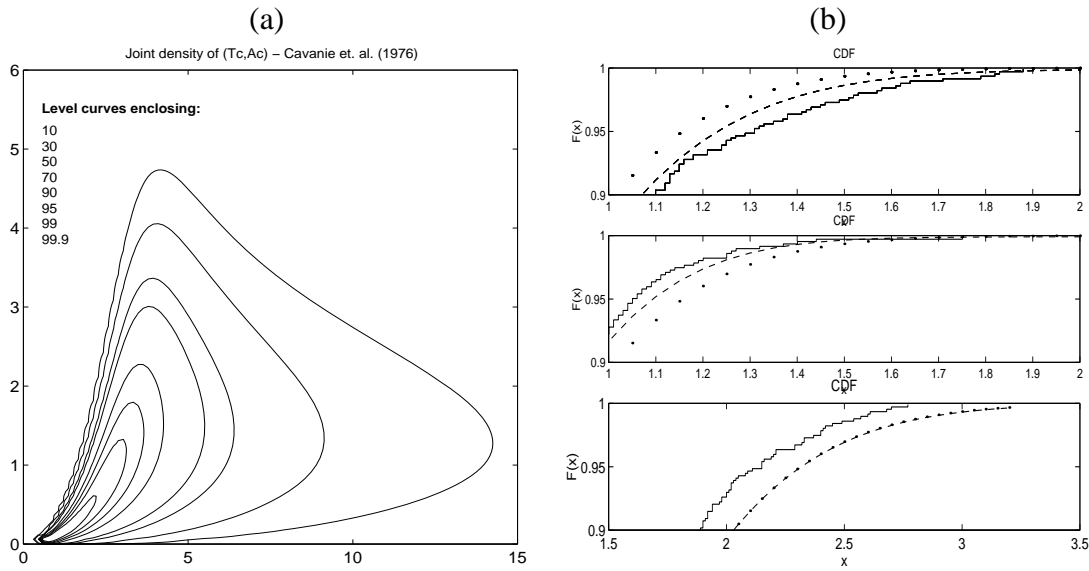 (a)
Joint density of (Tc,Ac) – Cavanie et. al. (1976)
6
5
4
3
2
1
0
Level curves enclosing:
10
30
50
70
90
95
99
99.9
0 5 10 15
(b)
CDF
F(x)
1
0.95
0.9
1 1.1 1.2 1.3 1.4 1.5 1.6 1.7 1.8 1.9 2
x
CDF
F(x)
1
0.95
0.9
1 1.1 1.2 1.3 1.4 1.5 1.6 1.7 1.8 1.9 2
x
CDF
F(x)
1
0.95
0.9
1.5 2 2.5 3 3.5
x